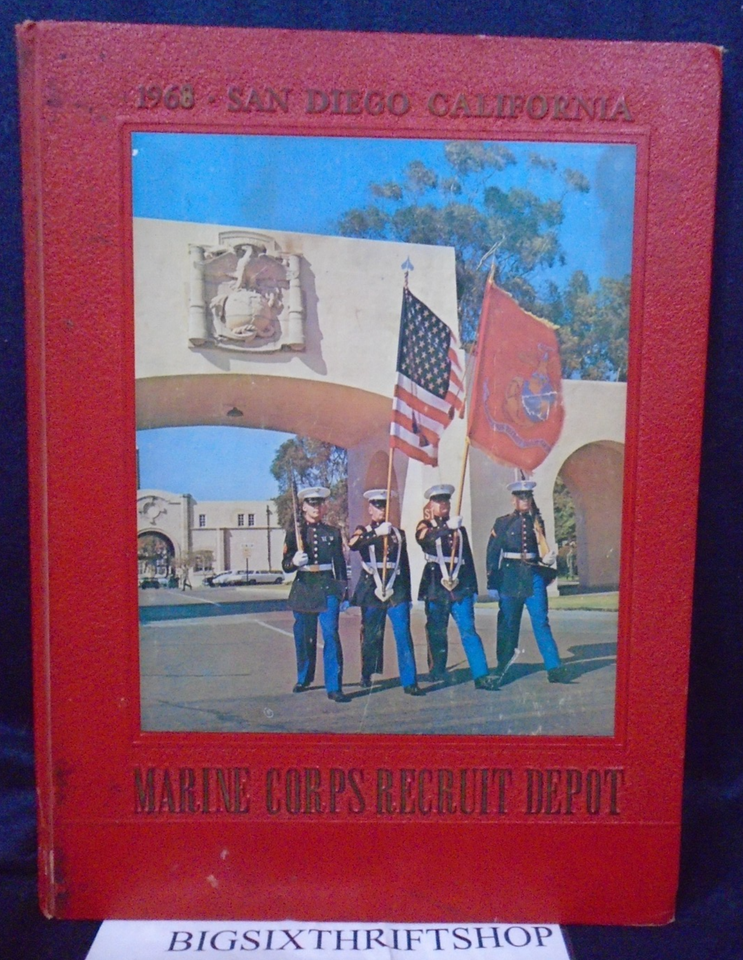 1968 · SAN DIEGO CALIFORNIA
MARINE CORPS RECRUIT DEPOT
BIGSIXTHRIFTSHOP